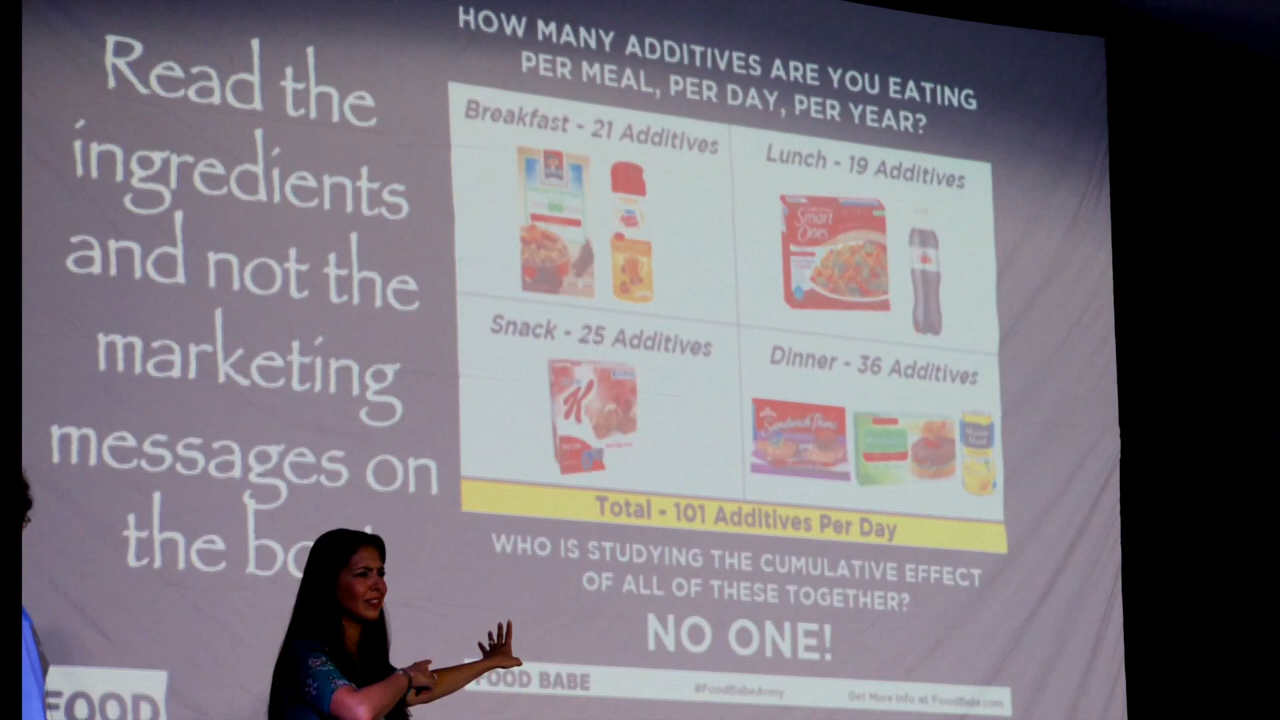 Read the
ingredients
and not the
marketing
messages on
the bo
FOOD
HOW MANY ADDITIVES ARE YOU EATING
PER MEAL, PER DAY, PER YEAR?
Breakfast - 21 Additives
Lunch - 19 Additives
Smart
Ones
Snack - 25 Additives
K
Dinner - 36 Additives
Sandwich Thins
Total - 101 Additives Per Day
WHO IS STUDYING THE CUMULATIVE EFFECT
OF ALL OF THESE TOGETHER?
NO ONE!
FOOD BABE
#FoodBabeArmy
Get More Info at FoodBabe.com